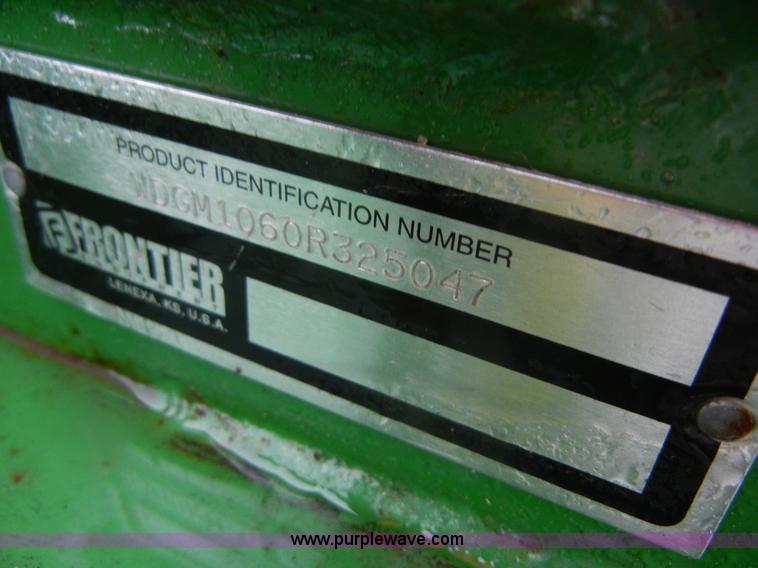 PRODUCT IDENTIFICATION NUMBER
WDGM1060R325047
FRONTIER
LENEXA, KS, U.S.A.
www.purplewave.com